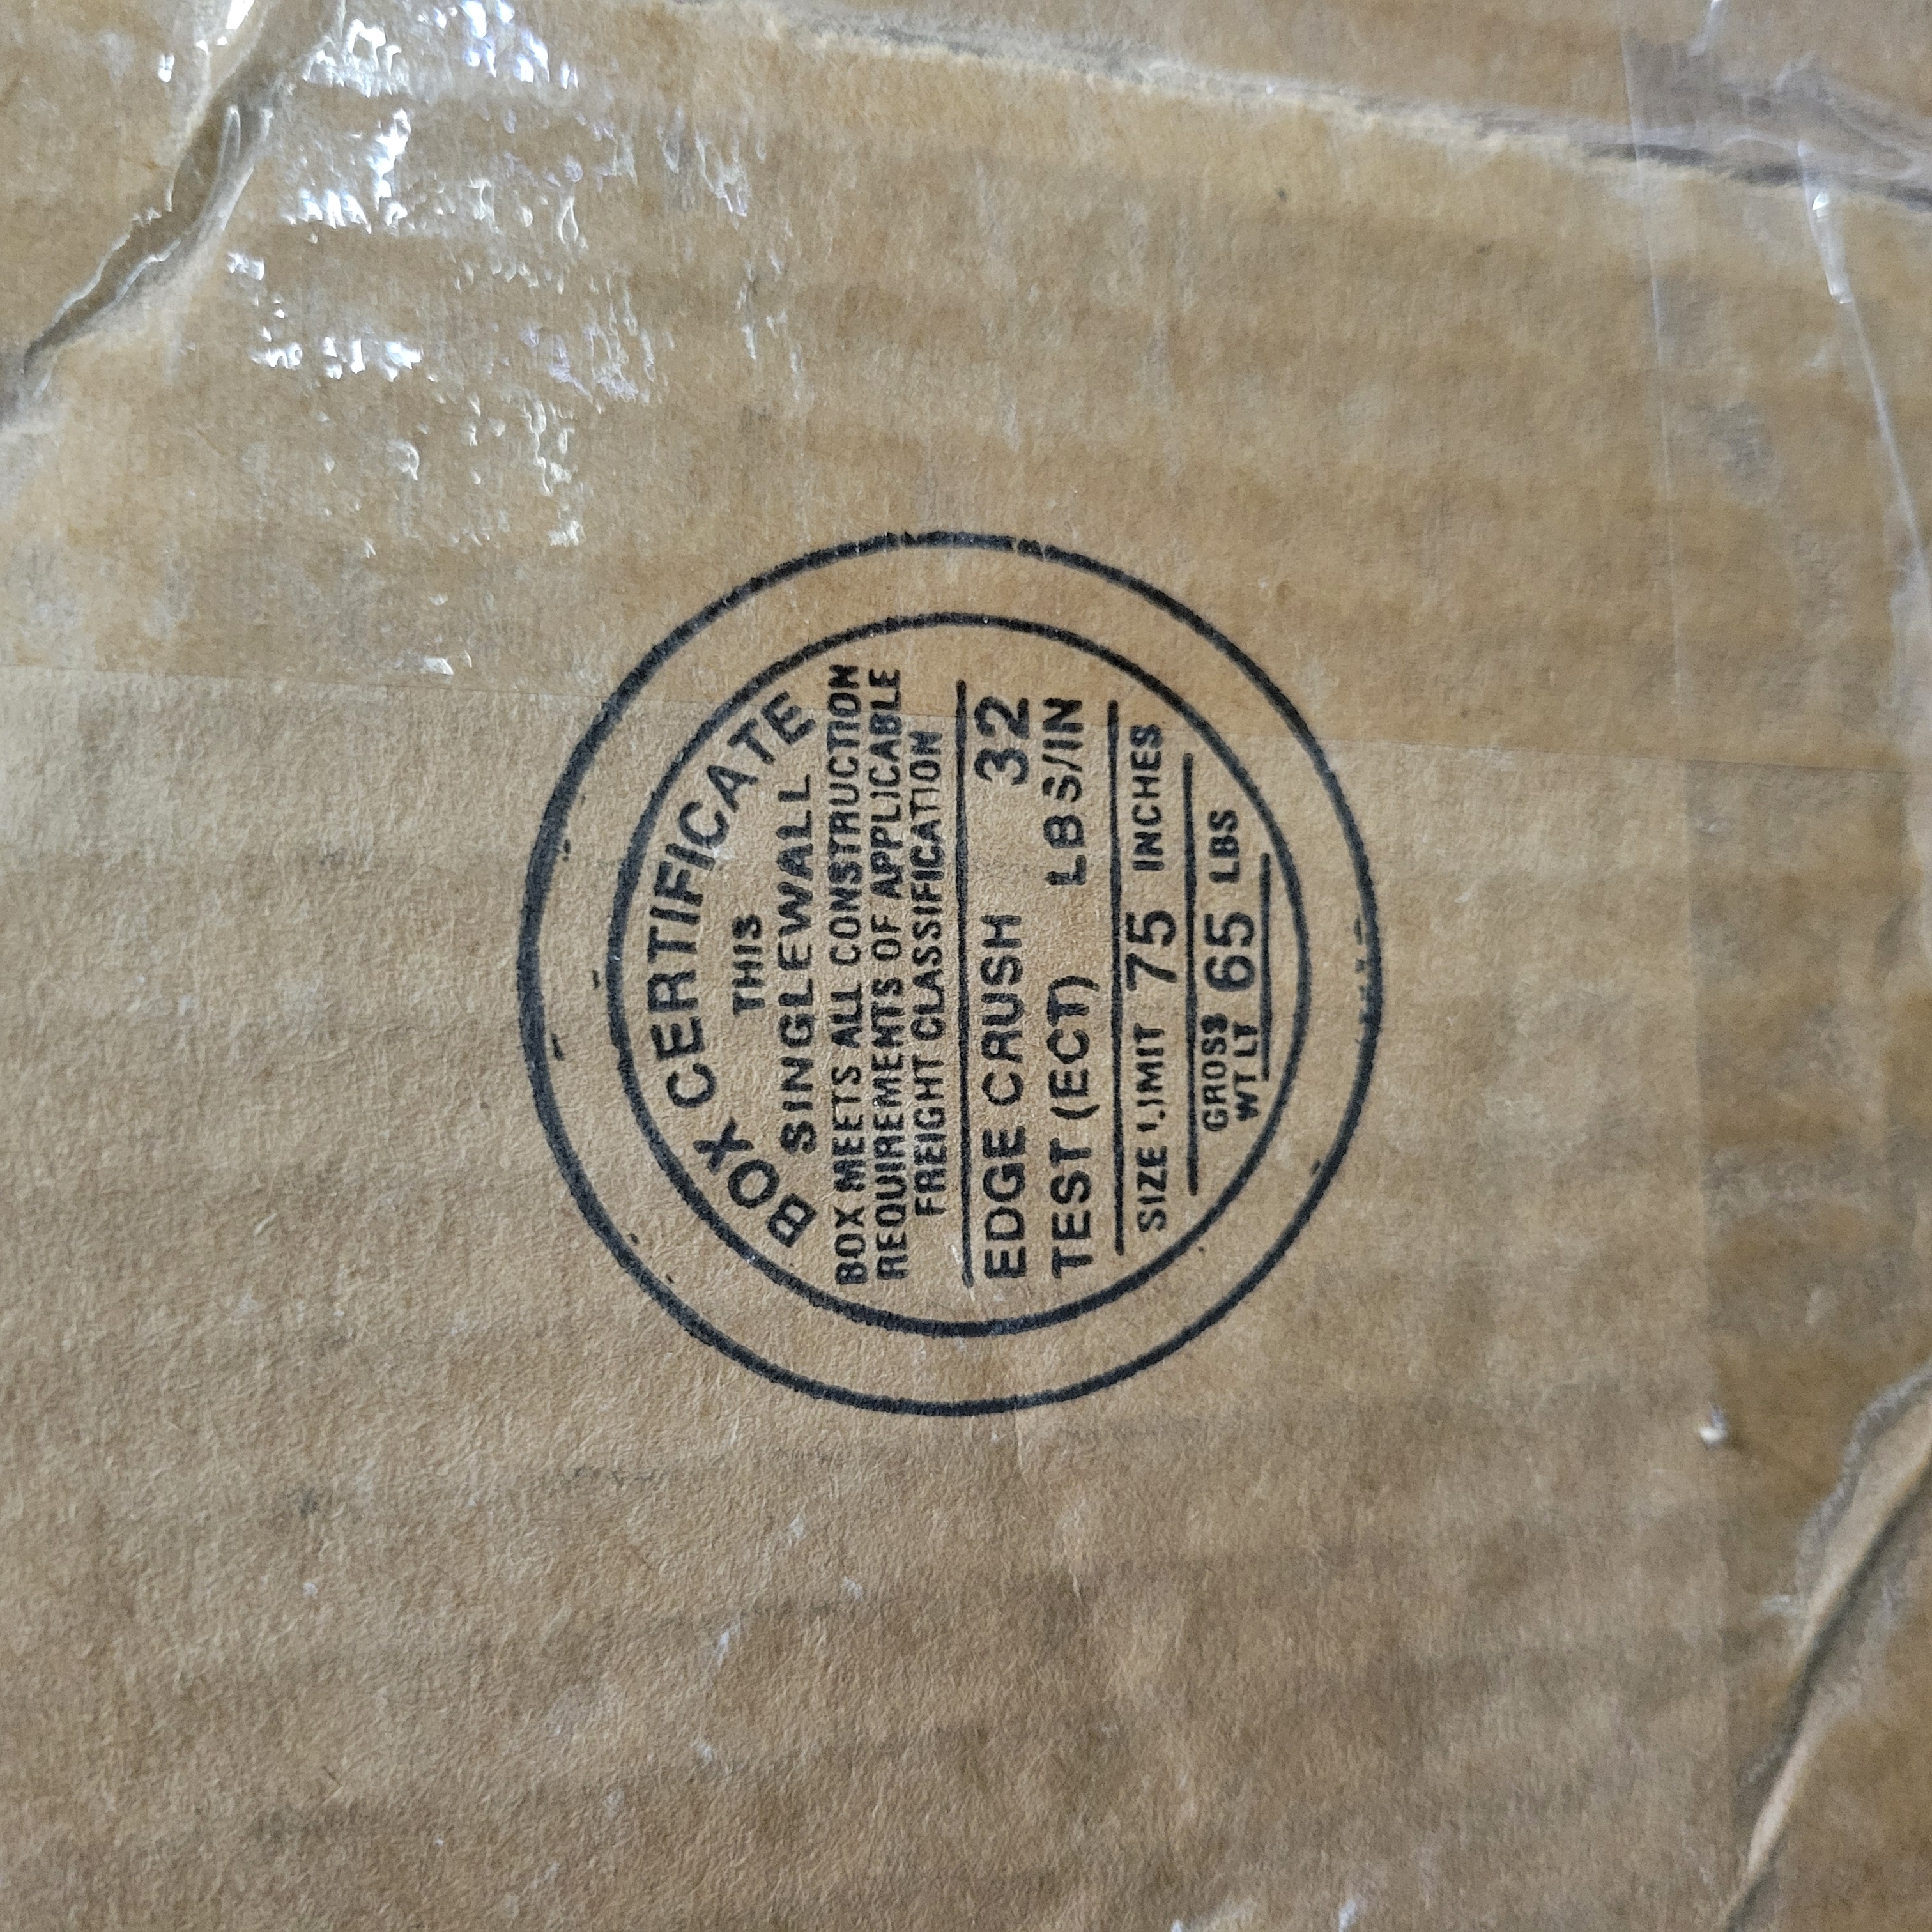 BOX CERTIFICATE
THIS
SINGLEWALL
BOX MEETS ALL CONSTRUCTION
REQUIREMENTS OF APPLICABLE
FREIGHT CLASSIFICATION
EDGE CRUSH 32
TEST (ECT) LBS/IN
SIZE LIMIT 75 INCHES
GROSS
WT LT 65 LBS